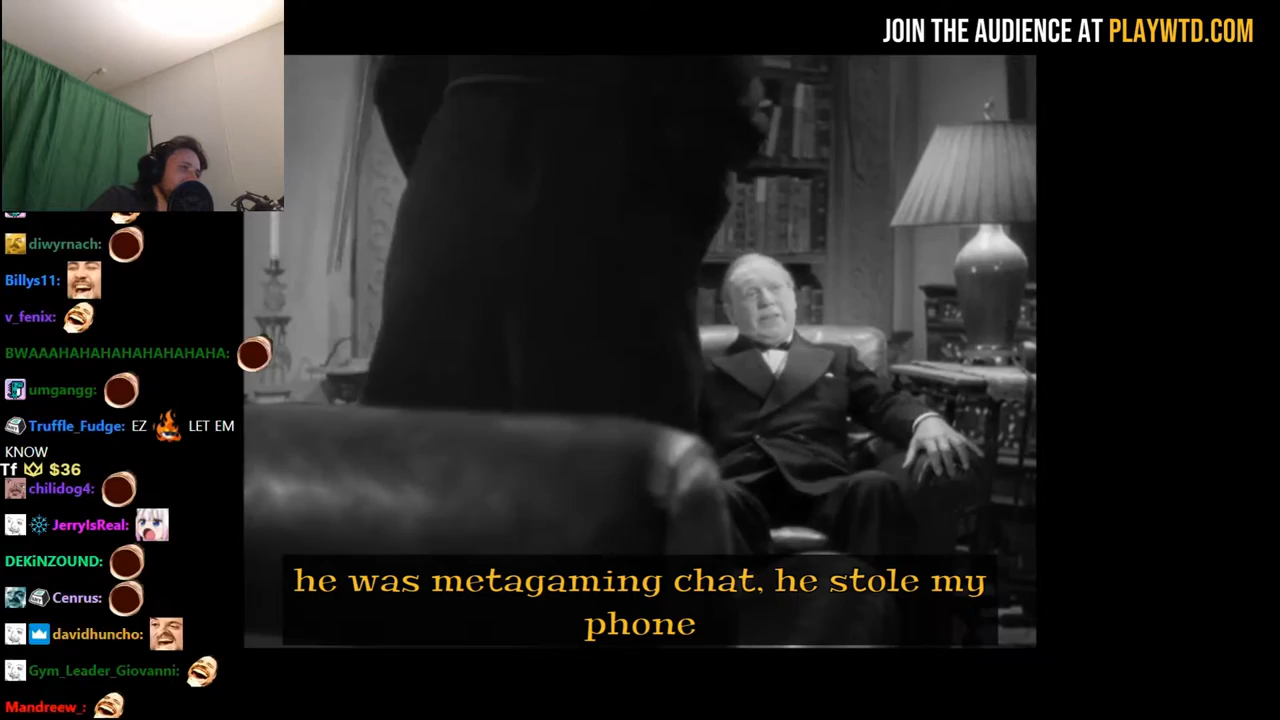 JOIN THE AUDIENCE AT PLAYWTD.COM
diwyrnach:
Billys11:
v_fenix:
BWAAAHAHAHAHAHAHAHA:
umgangg:
Truffle_Fudge: EZ LET EM
KNOW
Tf $36
chilidog4:
JerryIsReal:
DEKiNZOUND:
Cenrus:
davidhuncho:
Gym_Leader_Giovanni:
Mandreew_:
he was metagaming chat, he stole my
phone